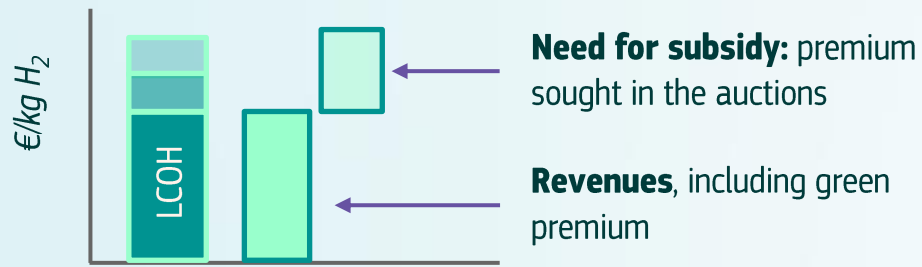 €/kg H₂
LCOH
Need for subsidy: premium
sought in the auctions
Revenues, including green
premium